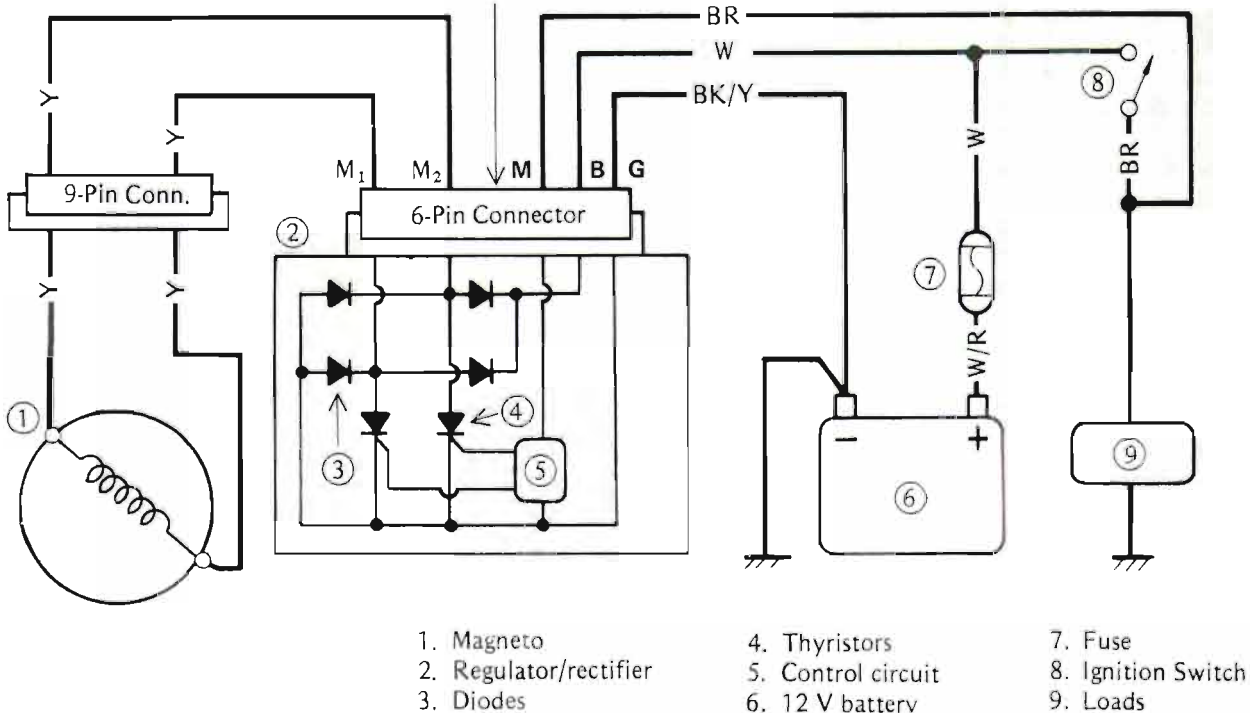 BR
W
BK/Y
Y
Y
M₁ M₂ M B G
9-Pin Conn.
6-Pin Connector
2
8
W
BR
7
Y
Y
W/R
1
3
4
5
− +
6
9
1. Magneto
2. Regulator/rectifier
3. Diodes
4. Thyristors
5. Control circuit
6. 12 V battery
7. Fuse
8. Ignition Switch
9. Loads